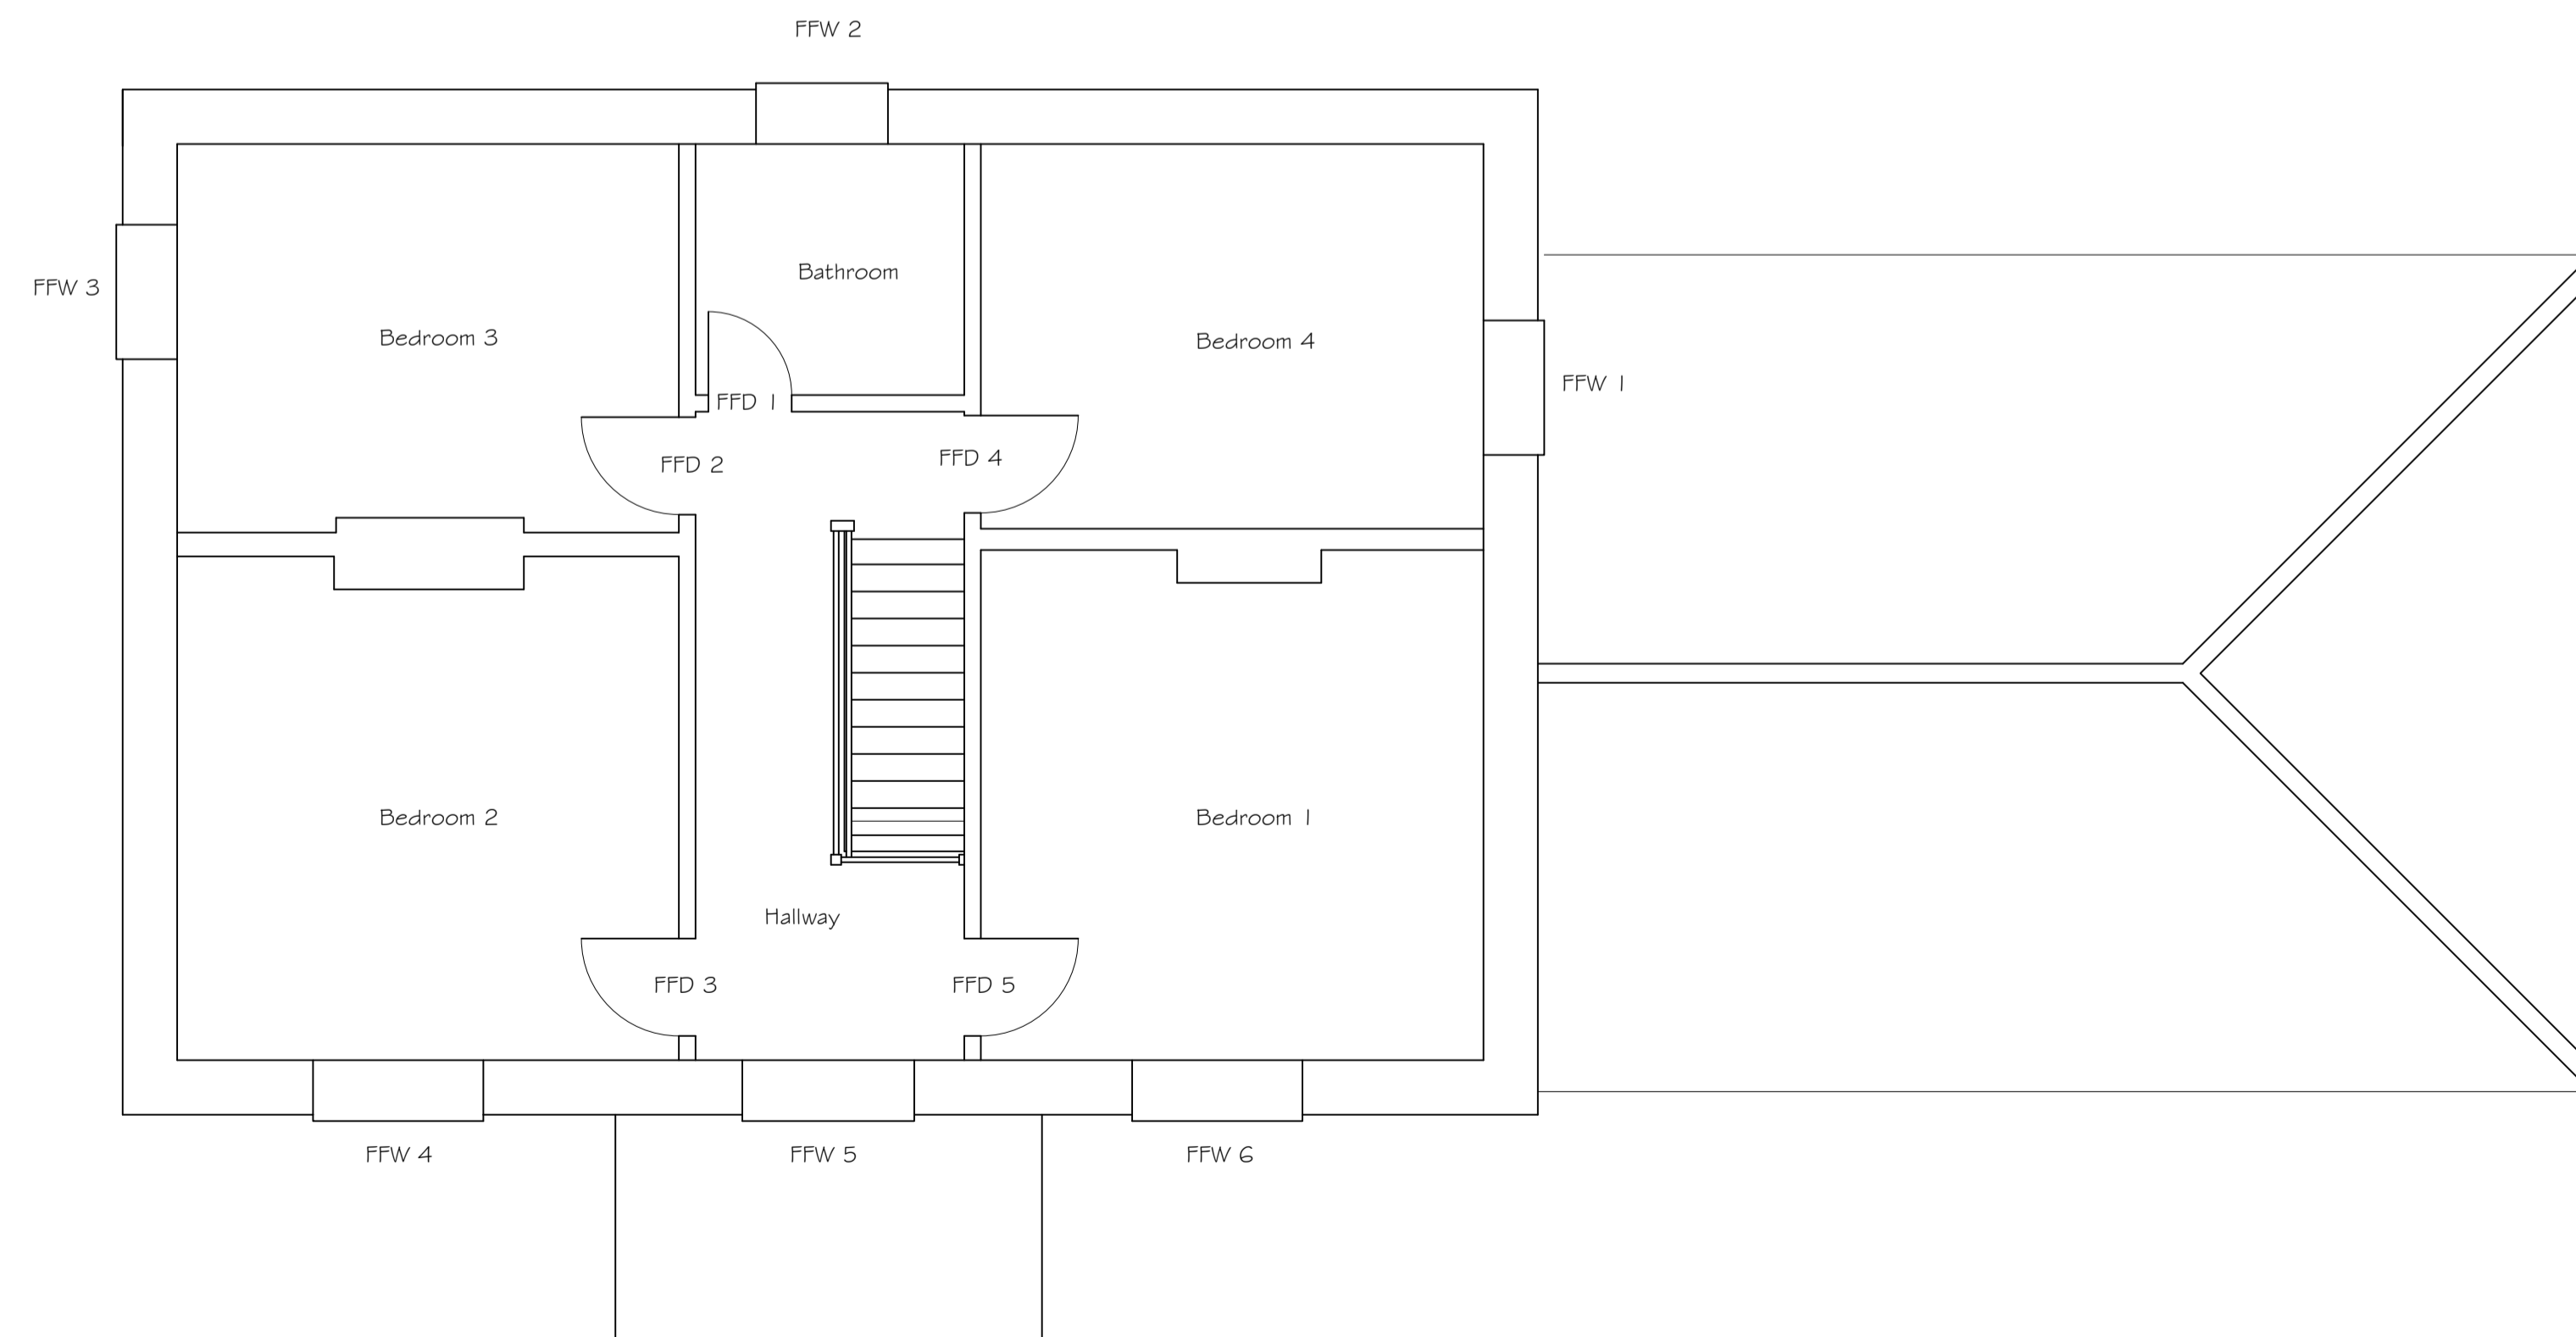 FFW 2
Bathroom
FFW 3
Bedroom 3
Bedroom 4
FFW 1
FFD 1
FFD 2
FFD 4
Bedroom 2
Bedroom 1
Hallway
FFD 3
FFD 5
FFW 4
FFW 5
FFW 6